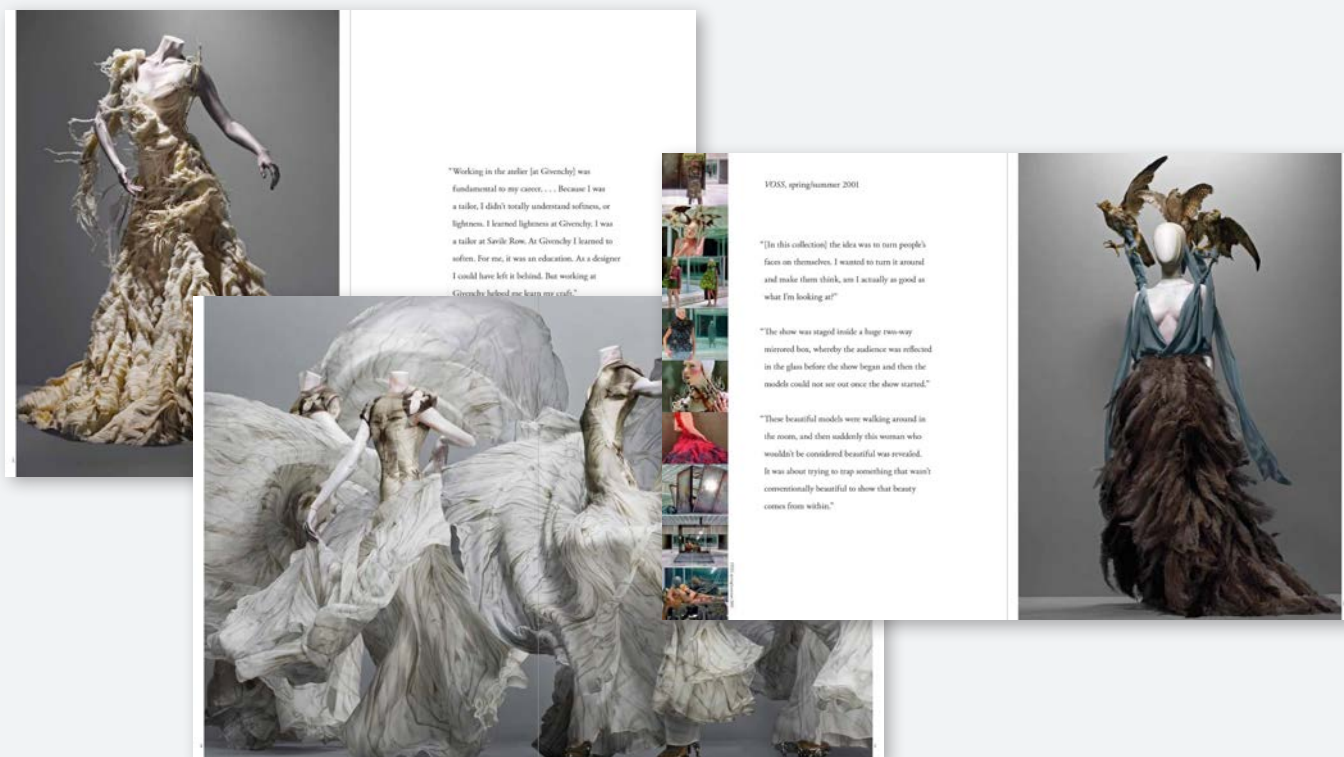 “Working in the atelier [at Givenchy] was
fundamental to my career. . . . Because I was
a tailor, I didn't totally understand softness, or
lightness. I learned lightness at Givenchy. I was
a tailor at Savile Row. At Givenchy I learned to
soften. For me, it was an education. As a designer
I could have left it behind. But working at
Givenchy helped me learn my craft.”
VOSS, spring/summer 2001
“[In this collection] the idea was to turn people's
faces on themselves. I wanted to turn it around
and make them think, am I actually as good as
what I'm looking at?”
“The show was staged inside a huge two-way
mirrored box, whereby the audience was reflected
in the glass before the show began and then the
models could not see out once the show started.”
“These beautiful models were walking around in
the room, and then suddenly this woman who
wouldn't be considered beautiful was revealed.
It was about trying to trap something that wasn't
conventionally beautiful to show that beauty
comes from within.”